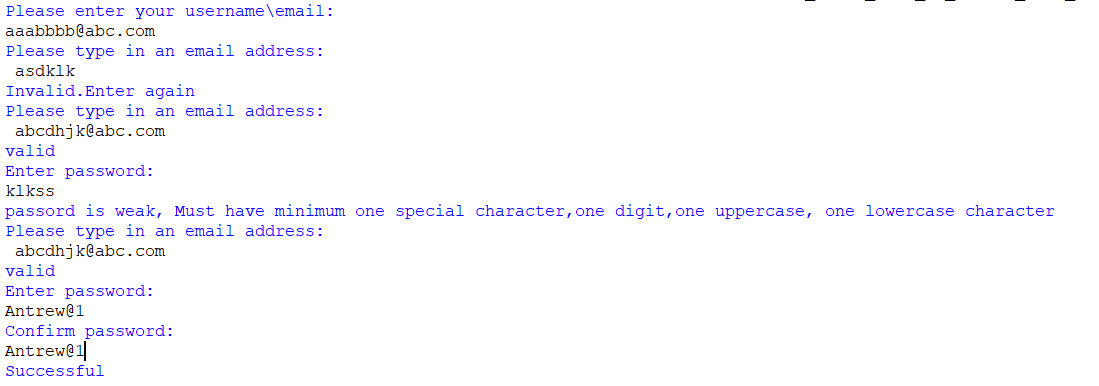 Please enter your username\email:
aaabbbb@abc.com
Please type in an email address:
 asdklk
Invalid.Enter again
Please type in an email address:
 abcdhjk@abc.com
valid
Enter password:
klkss
passord is weak, Must have minimum one special character,one digit,one uppercase, one lowercase character
Please type in an email address:
 abcdhjk@abc.com
valid
Enter password:
Antrew@1
Confirm password:
Antrew@1
Successful